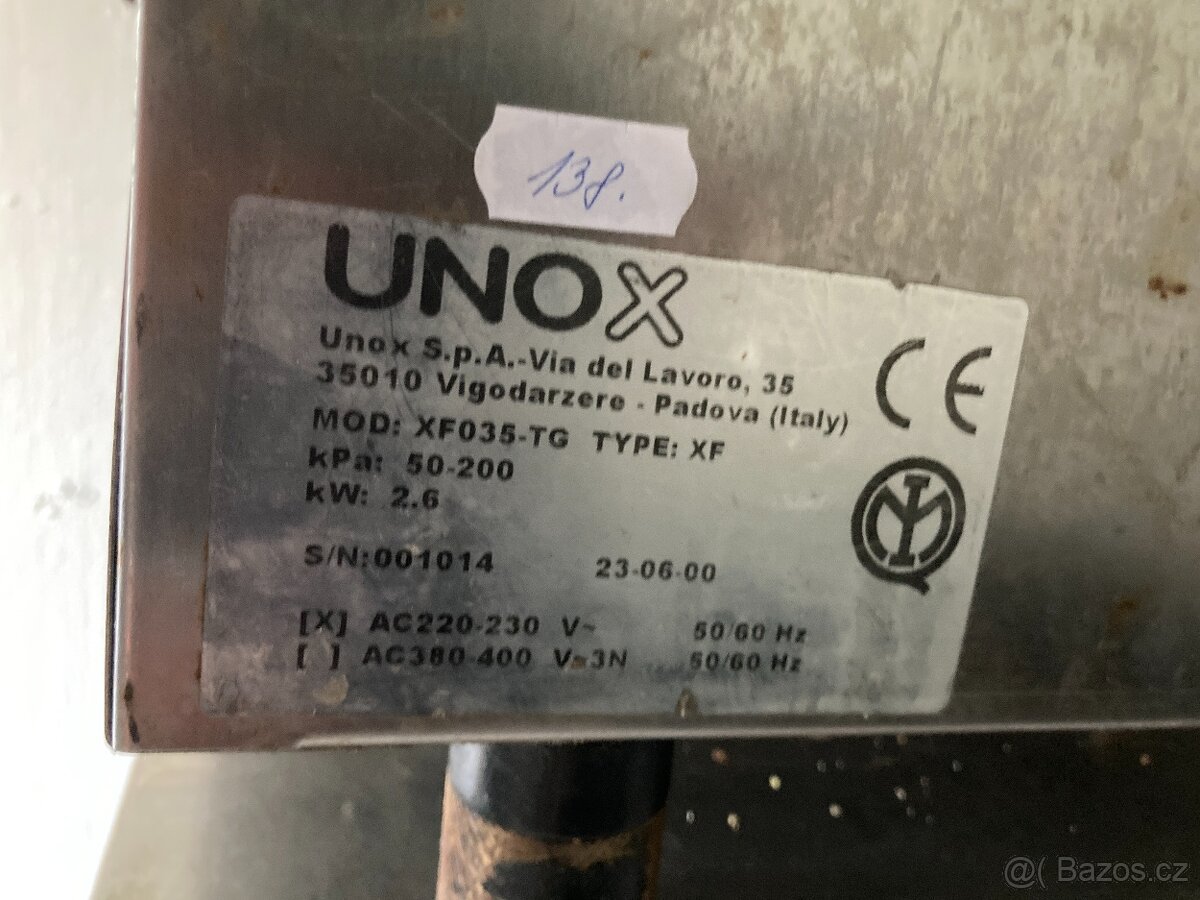 138.
UNOX
Unox S.p.A.-Via del Lavoro, 35
35010 Vigodarzere - Padova (Italy)
MOD: XF035-TG TYPE: XF
kPa: 50-200
kW: 2.6
S/N:001014 23-06-00
[X] AC220-230 V~ 50/60 Hz
[ ] AC380-400 V~3N 50/60 Hz
CE
IMQ
@( Bazos.cz